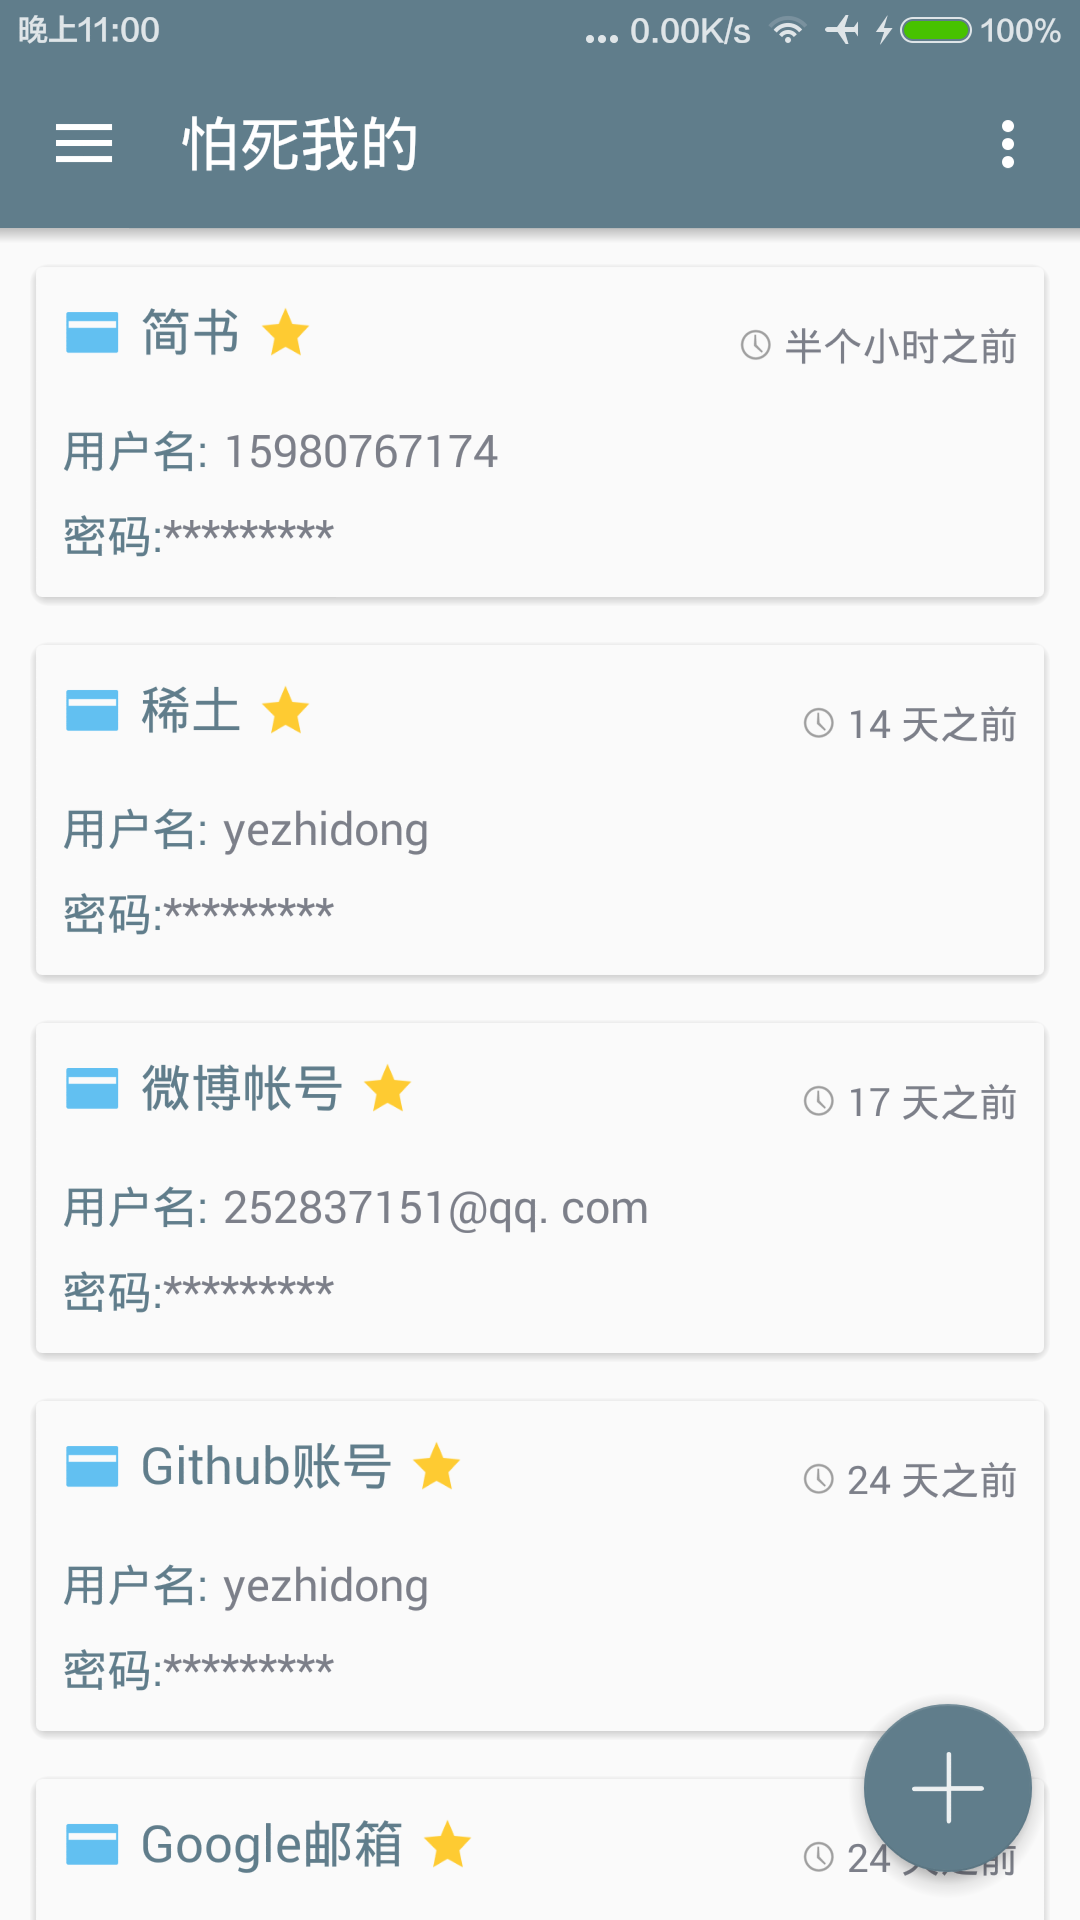 晚上11:00
... 0.00K/s 100%
怕死我的
简书
半个小时之前
用户名: 15980767174
密码:*********
稀土
14 天之前
用户名: yezhidong
密码:*********
微博帐号
17 天之前
用户名: 252837151@qq. com
密码:*********
Github账号
24 天之前
用户名: yezhidong
密码:*********
Google邮箱
24 天之前